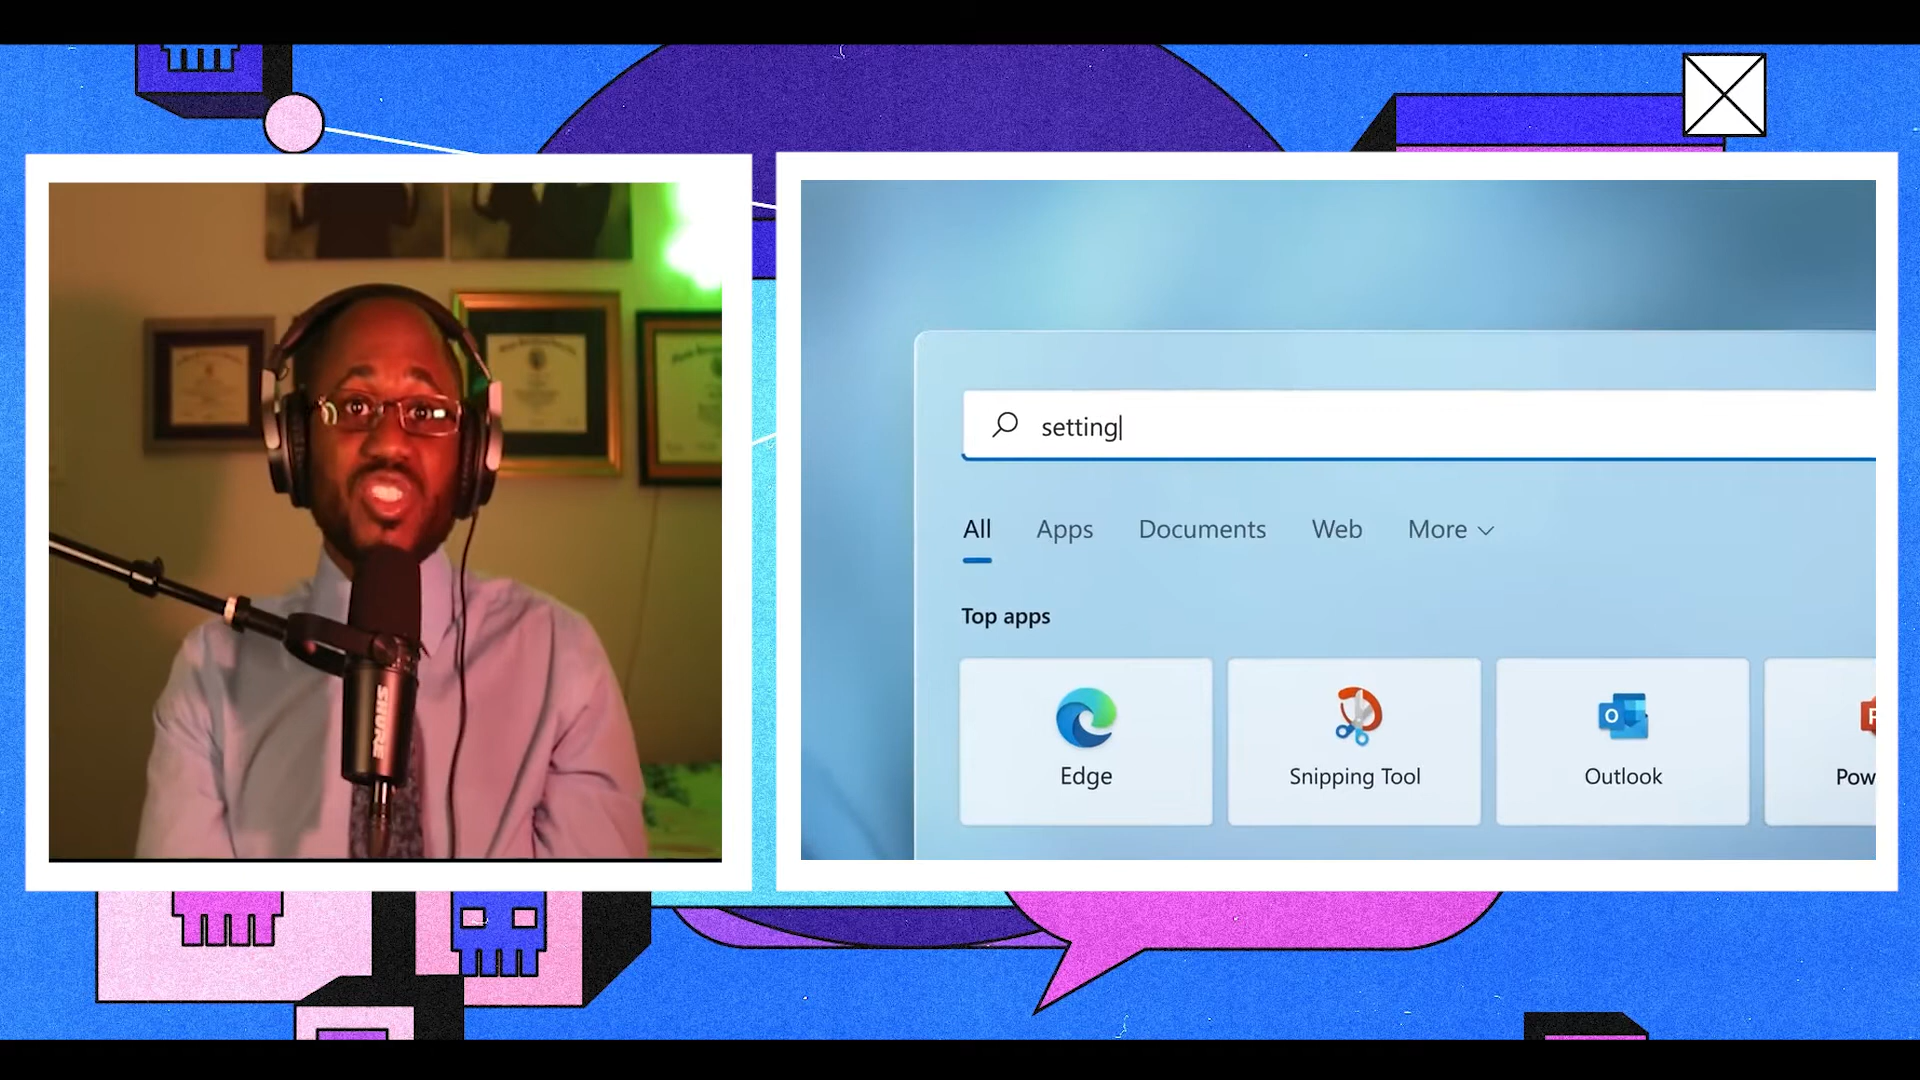 SHURE
setting
All Apps Documents Web More
Top apps
Edge Snipping Tool Outlook Pow